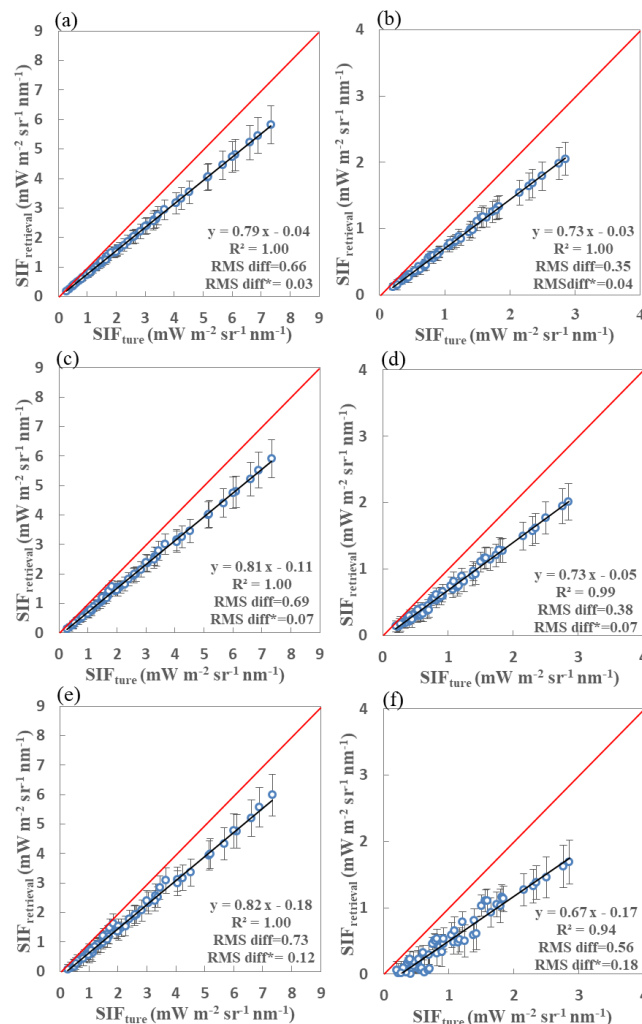 (a)
9
8
7
6
5
4
3
2
1
0
SIFretrieval (mW m-2 sr-1 nm-1)
y = 0.79 x - 0.04
R² = 1.00
RMS diff=0.66
RMS diff*= 0.03
0 1 2 3 4 5 6 7 8 9
SIFture (mW m-2 sr-1 nm-1)
(b)
4
3
2
1
0
SIFretrieval (mW m-2 sr-1 nm-1)
y = 0.73 x - 0.03
R² = 1.00
RMS diff=0.35
RMSdiff*=0.04
0 1 2 3 4
SIFture (mW m-2 sr-1 nm-1)
(c)
9
8
7
6
5
4
3
2
1
0
SIFretrieval (mW m-2 sr-1 nm-1)
y = 0.81 x - 0.11
R² = 1.00
RMS diff=0.69
RMS diff*=0.07
0 1 2 3 4 5 6 7 8 9
SIFture (mW m-2 sr-1 nm-1)
(d)
4
3
2
1
0
SIFretrieval (mW m-2 sr-1 nm-1)
y = 0.73 x - 0.05
R² = 0.99
RMS diff=0.38
RMS diff*=0.07
0 1 2 3 4
SIFture (mW m-2 sr-1 nm-1)
(e)
9
8
7
6
5
4
3
2
1
0
SIFretrieval (mW m-2 sr-1 nm-1)
y = 0.82 x - 0.18
R² = 1.00
RMS diff=0.73
RMS diff*= 0.12
0 1 2 3 4 5 6 7 8 9
SIFture (mW m-2 sr-1 nm-1)
(f)
4
3
2
1
0
SIFretrieval (mW m-2 sr-1 nm-1)
y = 0.67 x - 0.17
R² = 0.94
RMS diff=0.56
RMS diff*=0.18
0 1 2 3 4
SIFture (mW m-2 sr-1 nm-1)